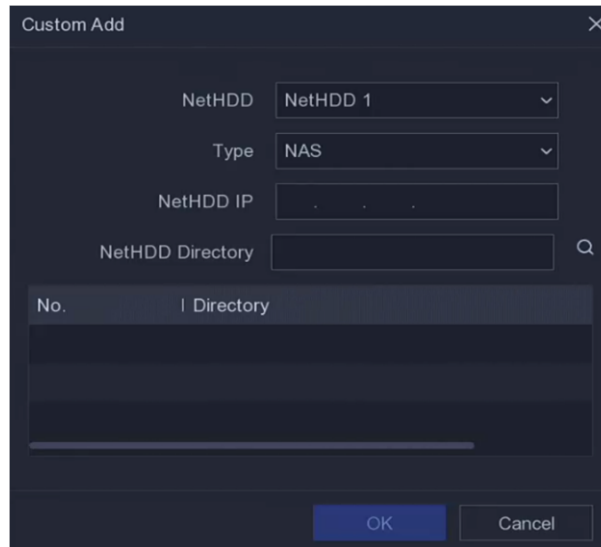 Custom Add
NetHDD NetHDD 1
Type NAS
NetHDD IP . . .
NetHDD Directory
No. Directory
OK Cancel